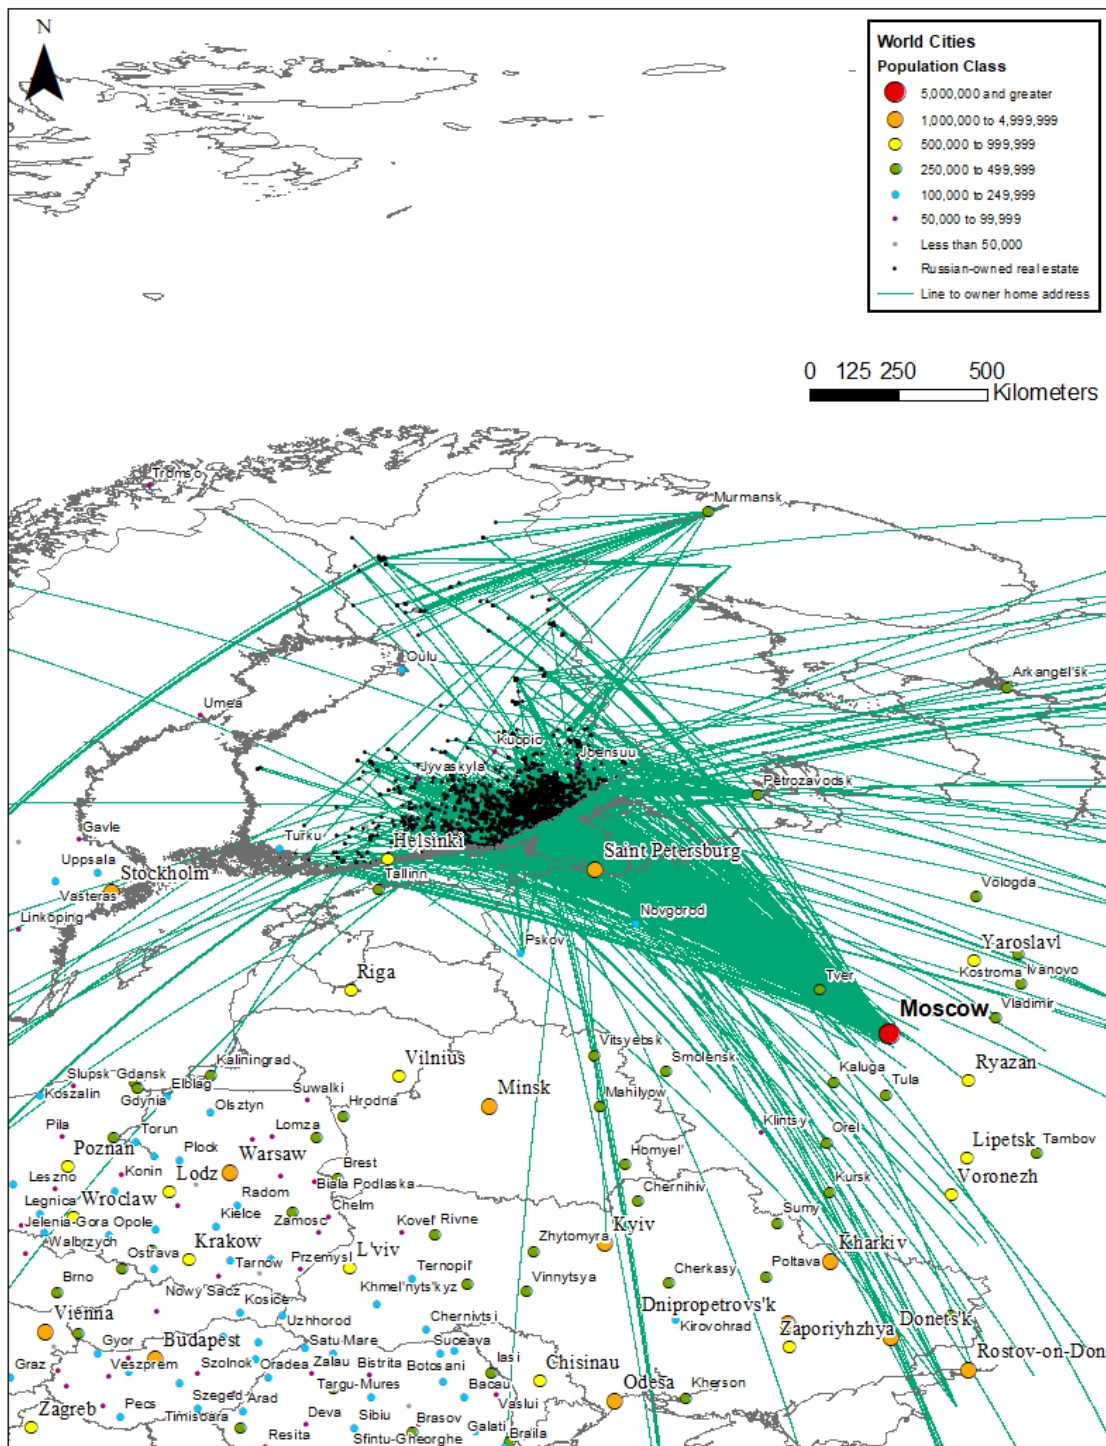 N
World Cities
Population Class
5,000,000 and greater
1,000,000 to 4,999,999
500,000 to 999,999
250,000 to 499,999
100,000 to 249,999
50,000 to 99,999
Less than 50,000
Russian-owned real estate
Line to owner home address
0 125 250 500
Kilometers
Tromso
Murmansk
Oulu
Arkangel'sk
Umea
Kuopio
Joensuu
Jyvaskyla
Petrozavodsk
Gavle
Turku
Helsinki
Saint Petersburg
Uppsala
Stockholm
Tallinn
Vasteras
Vologda
Linkoping
Novgorod
Pskov
Yaroslavl
Riga
Kostroma
Ivanovo
Tver
Moscow
Vladimir
Vitsyebsk
Smolensk
Kaliningrad
Vilnius
Slupsk
Gdansk
Kaluga
Tula
Ryazan
Koszalin
Gdynia
Elblag
Suwalki
Minsk
Olsztyn
Hrodna
Mahilyow
Klintsy
Orel
Pila
Torun
Lomza
Lipetsk
Tambov
Poznan
Plock
Warsaw
Homyel'
Leszno
Konin
Lodz
Brest
Voronezh
Biala Podlaska
Chernihiv
Kursk
Legnica
Wroclaw
Radom
Chelm
Jelenia-Gora
Opole
Kielce
Zamosc
Kovel'
Rivne
Sumy
Walbrzych
Kyiv
Zhytomyra
Kharkiv
Ostrava
Krakow
Tarnow
Przemysl
L'viv
Ternopil'
Poltava
Brno
Khmel'nyts'kyz
Vinnytsya
Cherkasy
Nowy Sacz
Kosice
Vienna
Uzhhorod
Chernivtsi
Dnipropetrovs'k
Kirovohrad
Donets'k
Gyor
Budapest
Satu-Mare
Suceava
Zaporiyhzhya
Graz
Veszprem
Szolnok
Oradea
Zalau
Bistrita
Botosani
Iasi
Chisinau
Rostov-on-Don
Targu-Mures
Bacau
Odesa
Kherson
Zagreb
Pecs
Szeged
Arad
Vaslui
Timisoara
Deva
Sibiu
Brasov
Galati
Resita
Sfintu-Gheorghe
Braila